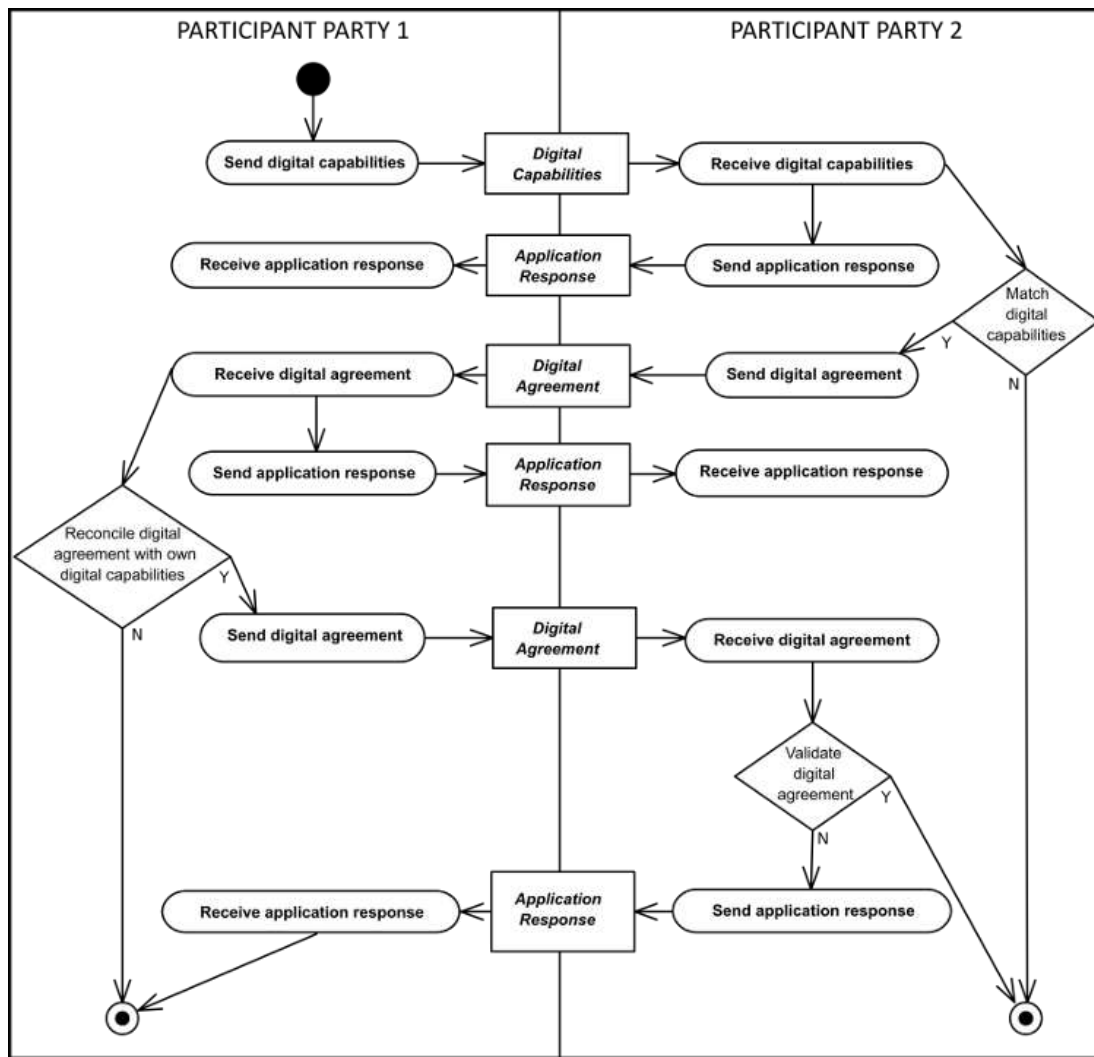 PARTICIPANT PARTY 1
PARTICIPANT PARTY 2
Send digital capabilities
Digital
Capabilities
Receive digital capabilities
Receive application response
Application
Response
Send application response
Match
digital
capabilities
Y
N
Receive digital agreement
Digital
Agreement
Send digital agreement
Send application response
Application
Response
Receive application response
Reconcile digital
agreement with own
digital capabilities
Y
N
Send digital agreement
Digital
Agreement
Receive digital agreement
Validate
digital
agreement
Y
N
Receive application response
Application
Response
Send application response